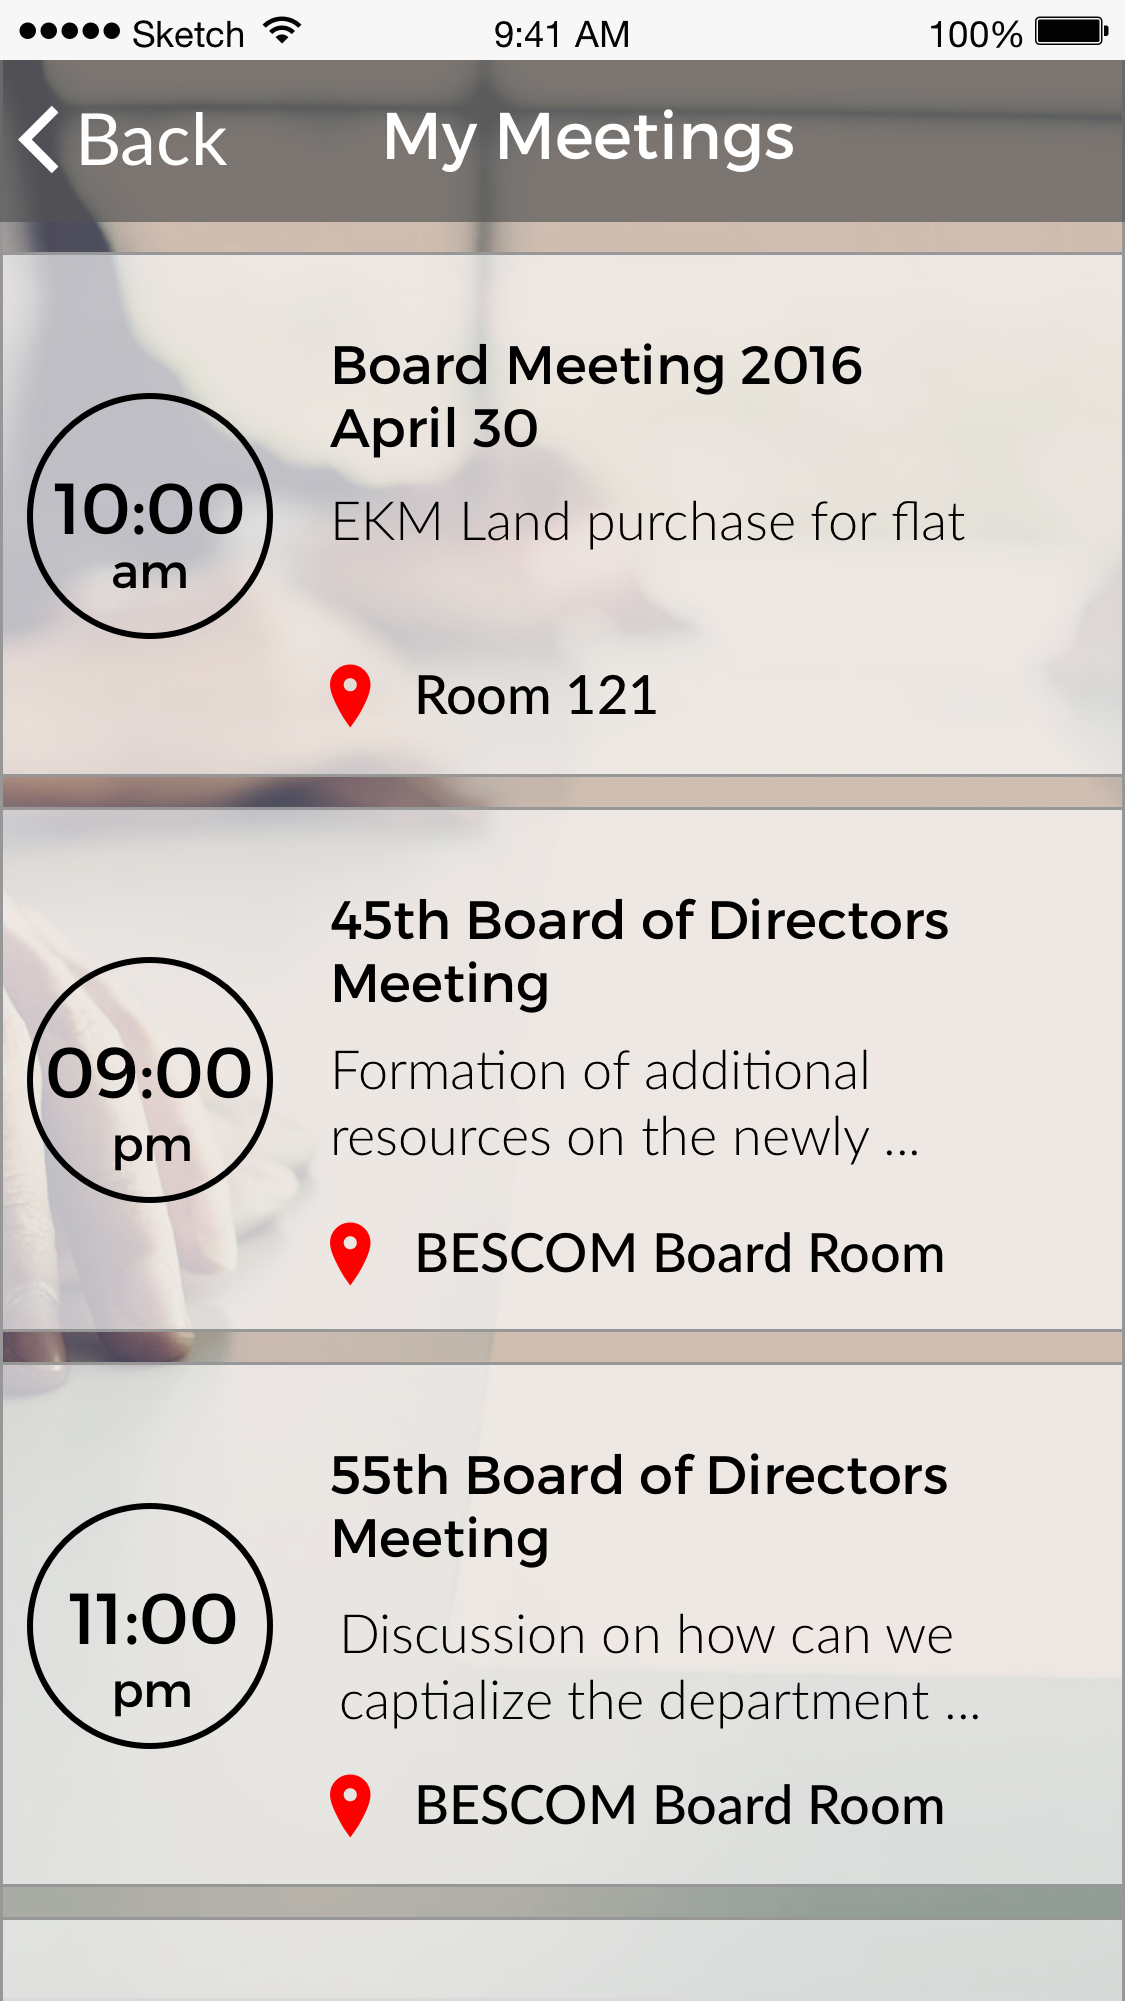 Sketch 9:41 AM 100%
Back My Meetings
Board Meeting 2016
April 30
10:00
am
EKM Land purchase for flat
Room 121
45th Board of Directors
Meeting
09:00
pm
Formation of additional
resources on the newly ...
BESCOM Board Room
55th Board of Directors
Meeting
11:00
pm
Discussion on how can we
captialize the department ...
BESCOM Board Room